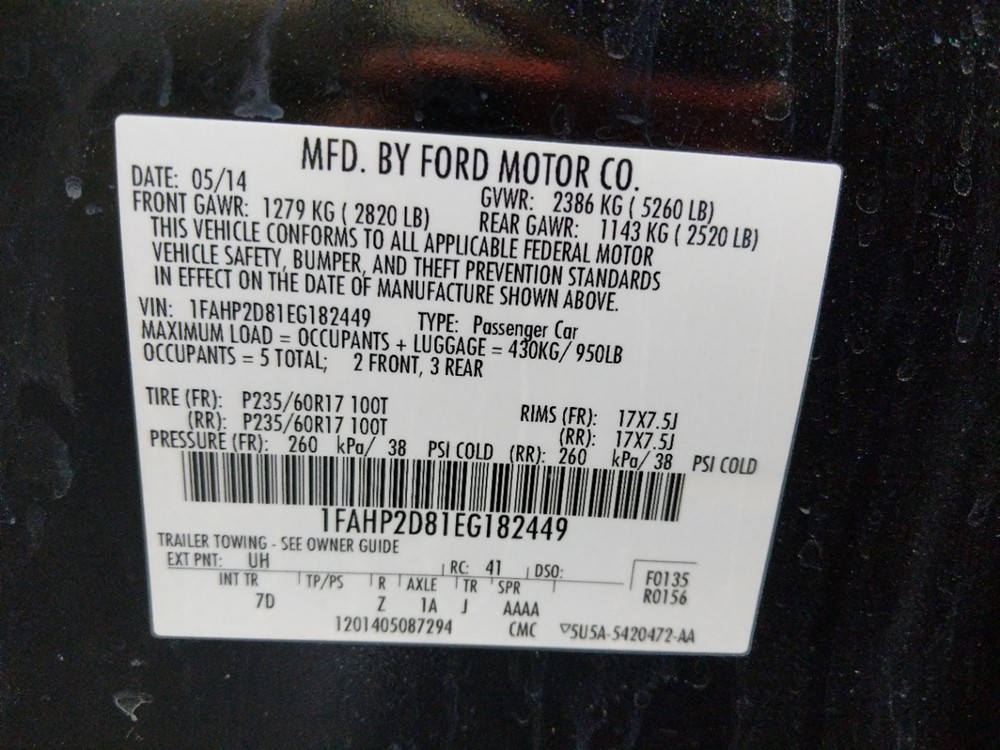 MFD. BY FORD MOTOR CO.
DATE: 05/14 GVWR: 2386 KG ( 5260 LB)
FRONT GAWR: 1279 KG ( 2820 LB) REAR GAWR: 1143 KG ( 2520 LB)
THIS VEHICLE CONFORMS TO ALL APPLICABLE FEDERAL MOTOR
VEHICLE SAFETY, BUMPER, AND THEFT PREVENTION STANDARDS
IN EFFECT ON THE DATE OF MANUFACTURE SHOWN ABOVE.
VIN: 1FAHP2D81EG182449 TYPE: Passenger Car
MAXIMUM LOAD = OCCUPANTS + LUGGAGE = 430KG/ 950LB
OCCUPANTS = 5 TOTAL; 2 FRONT, 3 REAR
TIRE (FR): P235/60R17 100T RIMS (FR): 17X7.5J
(RR): P235/60R17 100T (RR): 17X7.5J
PRESSURE (FR): 260 kPa/ 38 PSI COLD (RR): 260 kPa/ 38 PSI COLD
1FAHP2D81EG182449
TRAILER TOWING - SEE OWNER GUIDE
EXT PNT: UH RC: 41 DSO:
INT TR TP/PS R AXLE TR SPR F0135
7D Z 1A J AAAA R0156
1201405087294 CMC ▽5U5A-5420472-AA